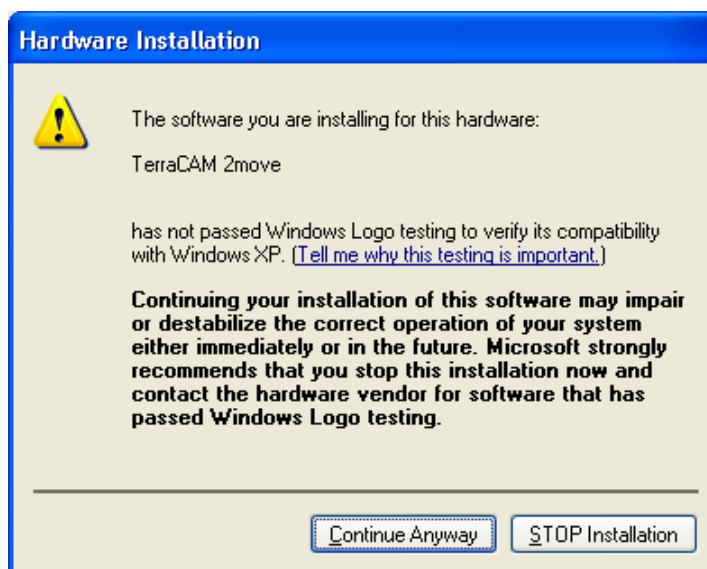 Hardware Installation
The software you are installing for this hardware:
TerraCAM 2move
has not passed Windows Logo testing to verify its compatibility
with Windows XP. (Tell me why this testing is important.)
Continuing your installation of this software may impair
or destabilize the correct operation of your system
either immediately or in the future. Microsoft strongly
recommends that you stop this installation now and
contact the hardware vendor for software that has
passed Windows Logo testing.
Continue Anyway
STOP Installation